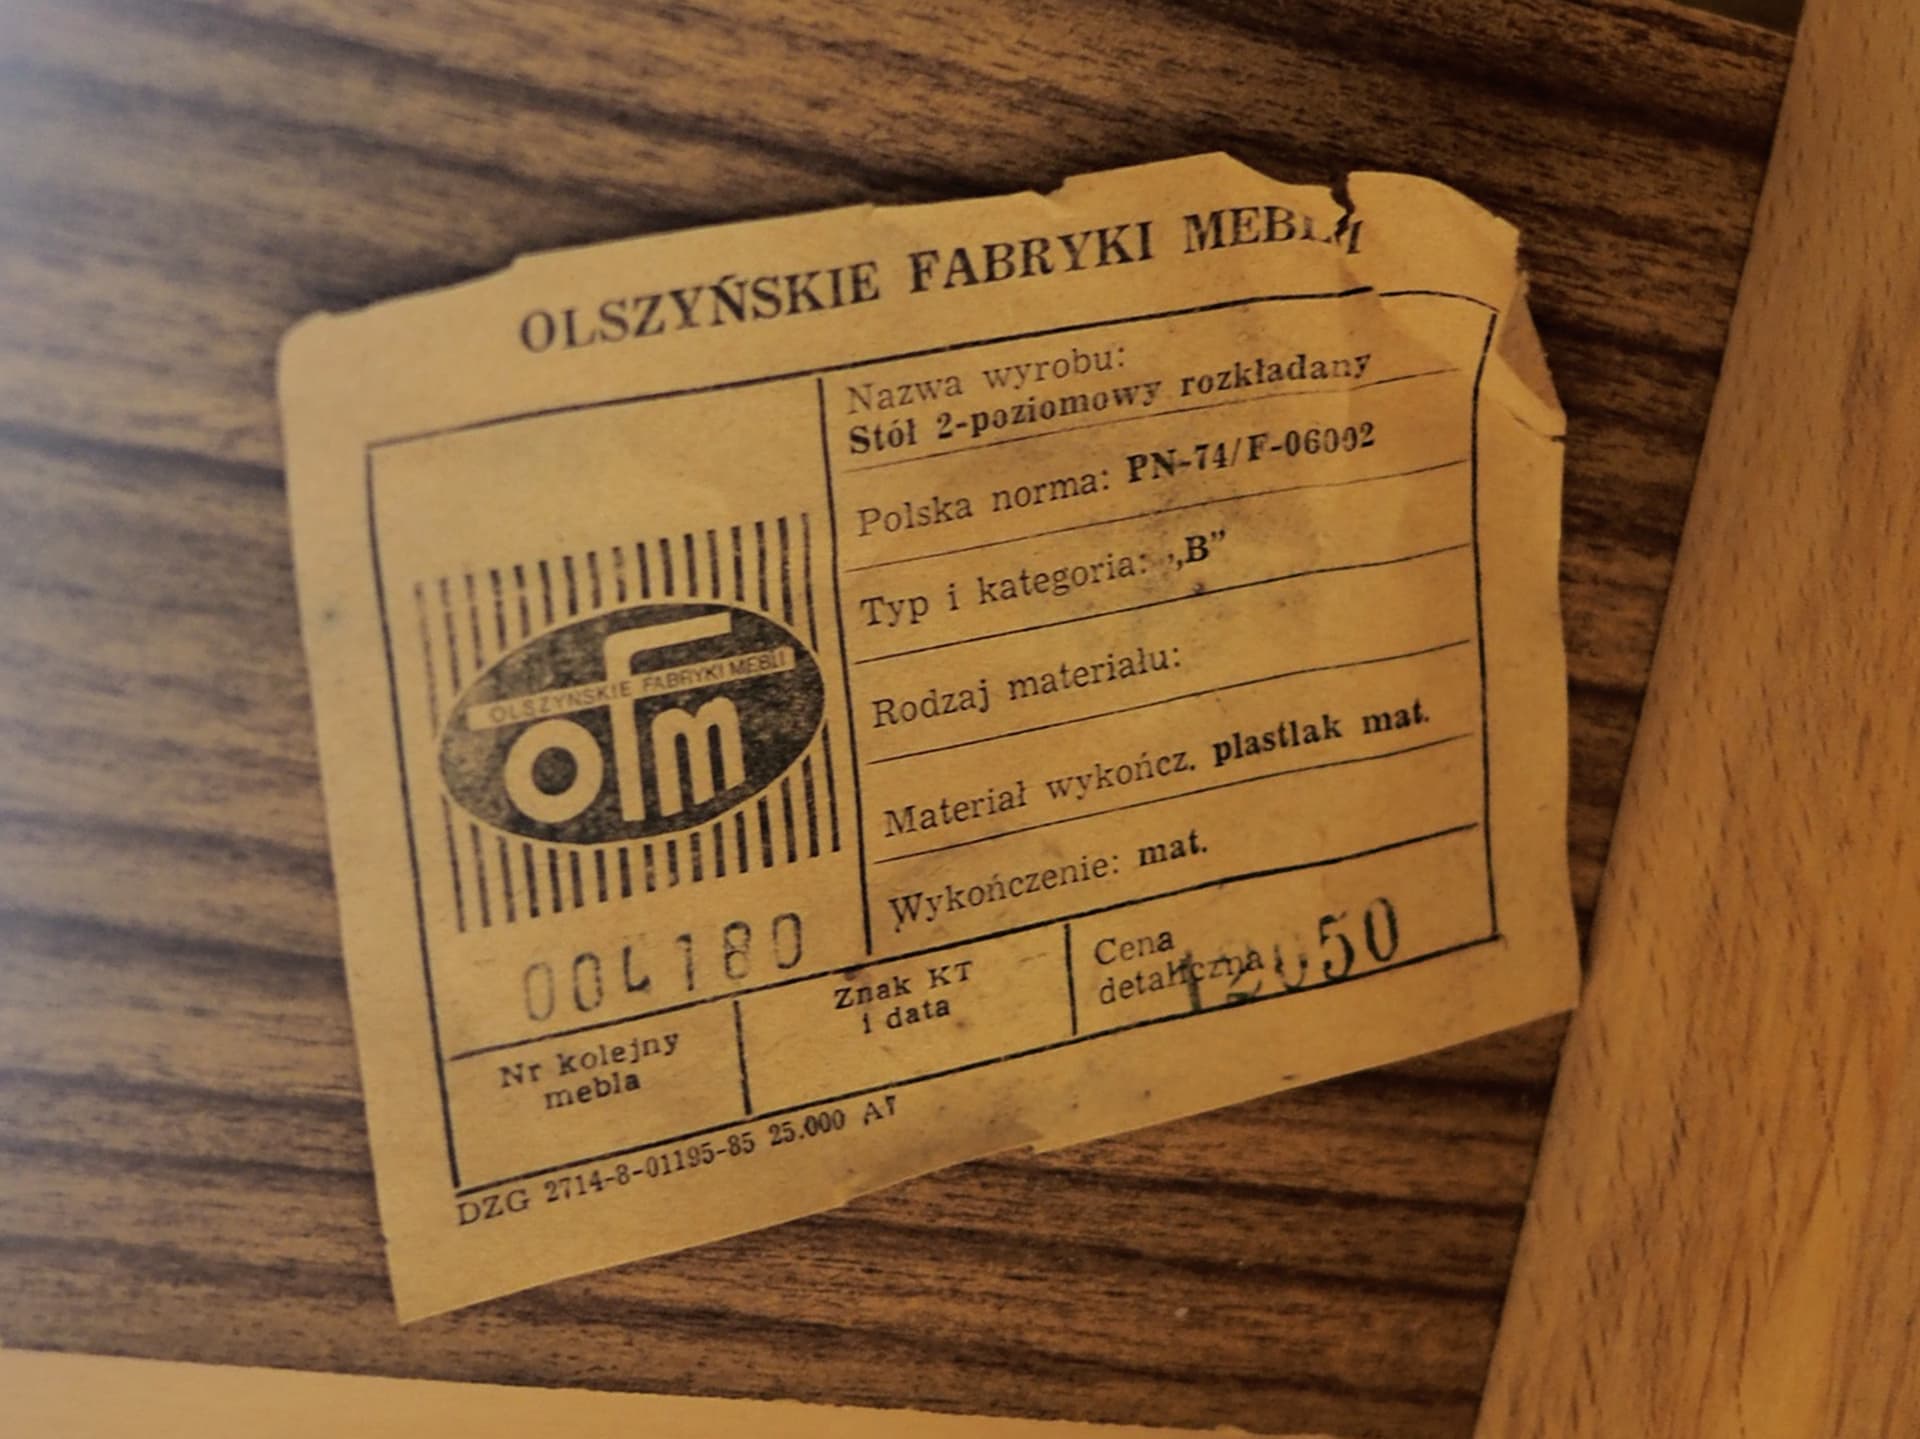 OLSZYŃSKIE FABRYKI MEBLI
Nazwa wyrobu:
Stół 2-poziomowy rozkładany
Polska norma: PN-74/F-06002
Typ i kategoria: „B”
Rodzaj materiału:
Materiał wykończ. plastlak mat.
Wykończenie: mat.
OLSZYŃSKIE FABRYKI MEBLI
ofm
004180
Nr kolejny
mebla
Znak KT
i data
Cena
detaliczna
12050
DZG 2714-8-01195-85 25.000 A7